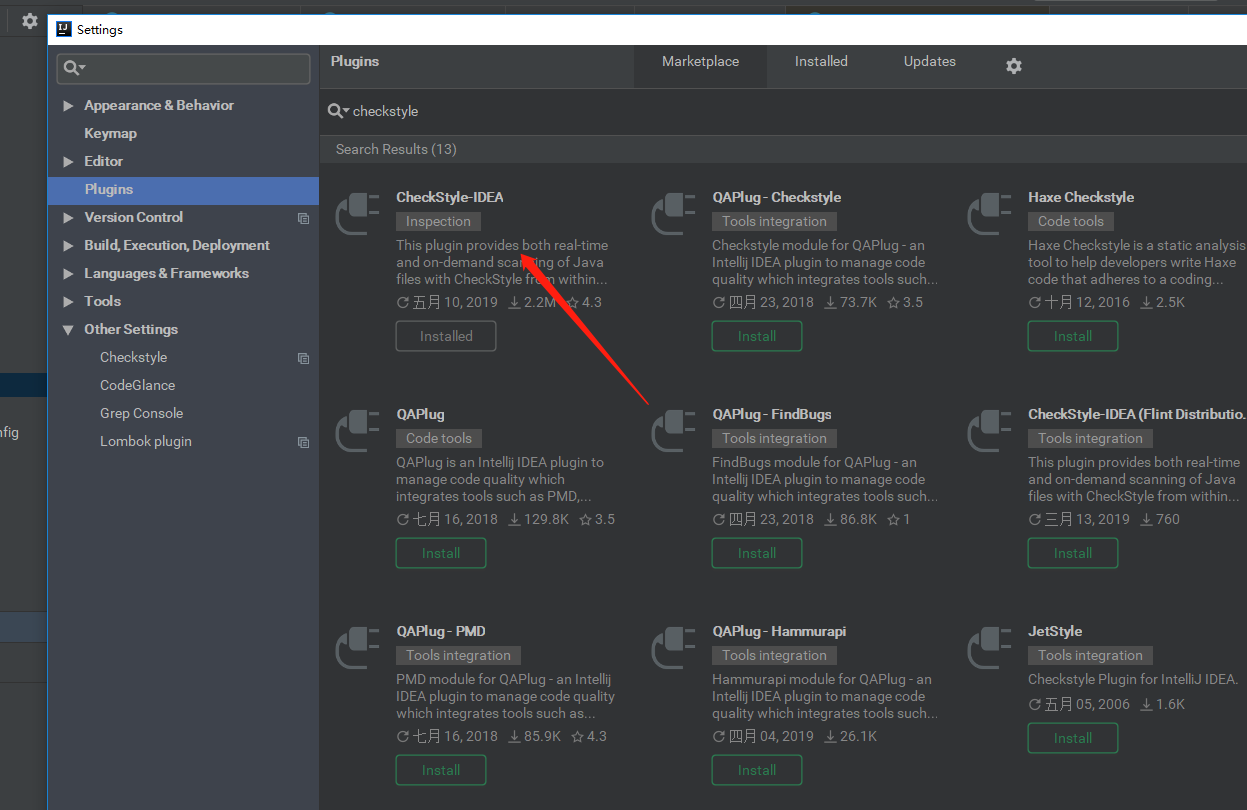 Settings
Plugins
Marketplace
Installed
Updates
Appearance & Behavior
Keymap
Editor
Plugins
Version Control
Build, Execution, Deployment
Languages & Frameworks
Tools
Other Settings
Checkstyle
CodeGlance
Grep Console
Lombok plugin
nfig
checkstyle
Search Results (13)
CheckStyle-IDEA
Inspection
This plugin provides both real-time
and on-demand scanning of Java
files with CheckStyle from within...
五月 10, 2019 2.2M 4.3
Installed
QAPlug - Checkstyle
Tools integration
Checkstyle module for QAPlug - an
Intellij IDEA plugin to manage code
quality which integrates tools such...
四月 23, 2018 73.7K 3.5
Install
Haxe Checkstyle
Code tools
Haxe Checkstyle is a static analysis
tool to help developers write Haxe
code that adheres to a coding...
十月 12, 2016 2.5K
Install
QAPlug
Code tools
QAPlug is an Intellij IDEA plugin to
manage code quality which
integrates tools such as PMD,...
七月 16, 2018 129.8K 3.5
Install
QAPlug - FindBugs
Tools integration
FindBugs module for QAPlug - an
Intellij IDEA plugin to manage code
quality which integrates tools such...
四月 23, 2018 86.8K 1
Install
CheckStyle-IDEA (Flint Distributio.
Tools integration
This plugin provides both real-time
and on-demand scanning of Java
files with CheckStyle from within...
三月 13, 2019 760
Install
QAPlug - PMD
Tools integration
PMD module for QAPlug - an Intellij
IDEA plugin to manage code quality
which integrates tools such as...
七月 16, 2018 85.9K 4.3
Install
QAPlug - Hammurapi
Tools integration
Hammurapi module for QAPlug - an
Intellij IDEA plugin to manage code
quality which integrates tools such...
四月 04, 2019 26.1K
Install
JetStyle
Tools integration
Checkstyle Plugin for IntelliJ IDEA.
五月 05, 2006 1.6K
Install